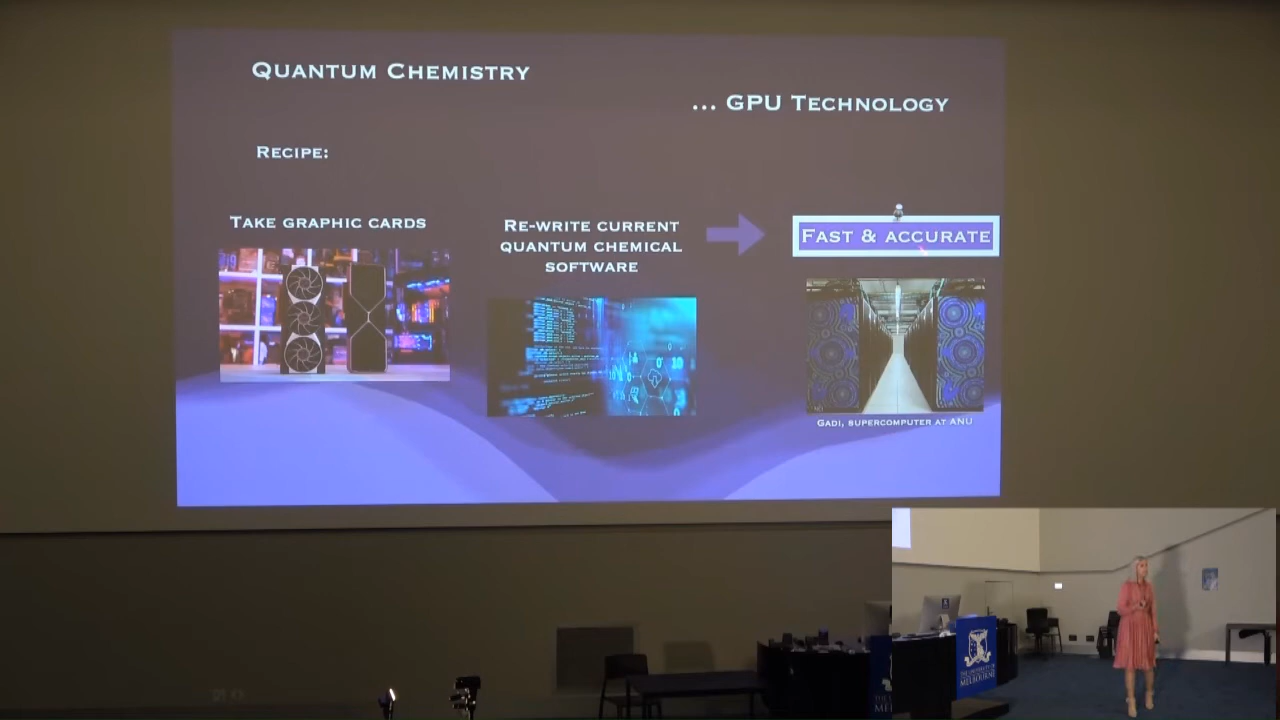 QUANTUM CHEMISTRY
... GPU TECHNOLOGY
RECIPE:
TAKE GRAPHIC CARDS
RE-WRITE CURRENT
QUANTUM CHEMICAL
SOFTWARE
FAST & ACCURATE
GADI, SUPERCOMPUTER AT ANU
MELBOURNE